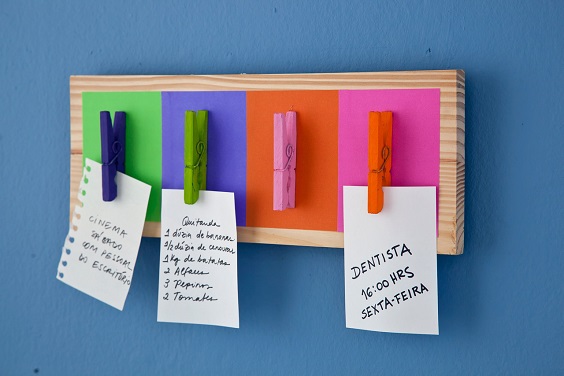 CINEMA
SÁBADO
COM PESSOAL
DO ESCRITÓRIO
Quitanda
1 dúzia de bananas
1/2 dúzia de cenouras
1 kg de batatas
2 Alfaces
3 Pepinos
2 Tomates
DENTISTA
16:00 HRS
SEXTA-FEIRA